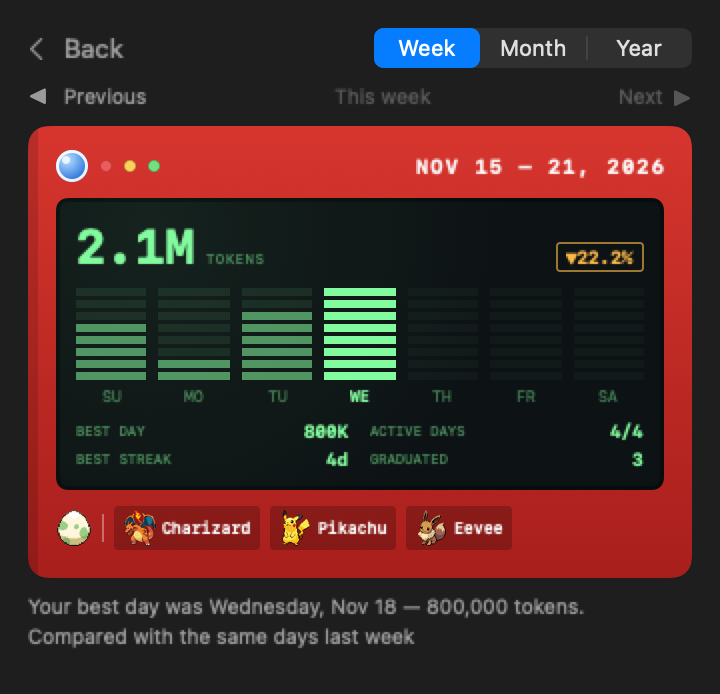 Back
Week Month Year
Previous This week Next
NOV 15 — 21, 2026
2.1M TOKENS ▼22.2%
SU MO TU WE TH FR SA
BEST DAY 800K ACTIVE DAYS 4/4
BEST STREAK 4d GRADUATED 3
Charizard Pikachu Eevee
Your best day was Wednesday, Nov 18 — 800,000 tokens.
Compared with the same days last week